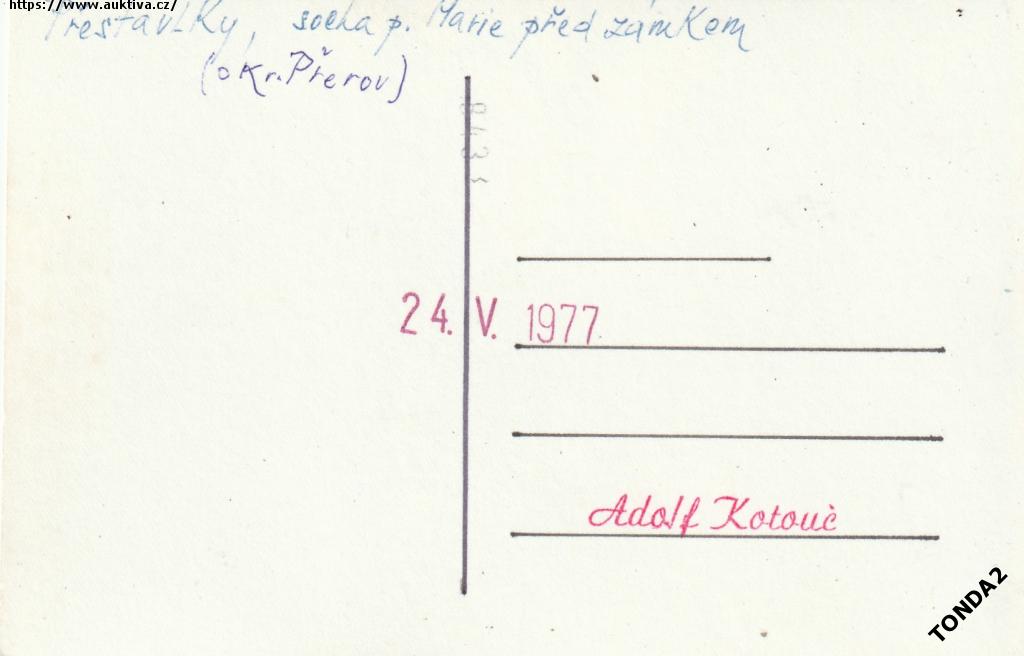 https://www.auktiva.cz/
Přestavlky, socha p. Marie před zámkem
(okr. Přerov)
24. V. 1977
Adolf Kotouč
TONDA2